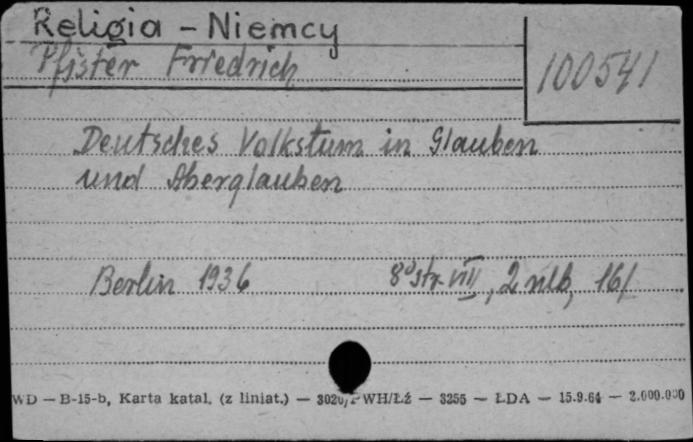 Religia - Niemcy
Pfister Friedrich
100541
Deutsches Volkstum in Glauben
und Aberglauben
Berlin 1936 8° str. VIII, 2 nlb, 161
WD — B-15-b, Karta katal. (z liniat.) — WH/Łź — 3255 — ŁDA — 15.9.64 — 2.000.000